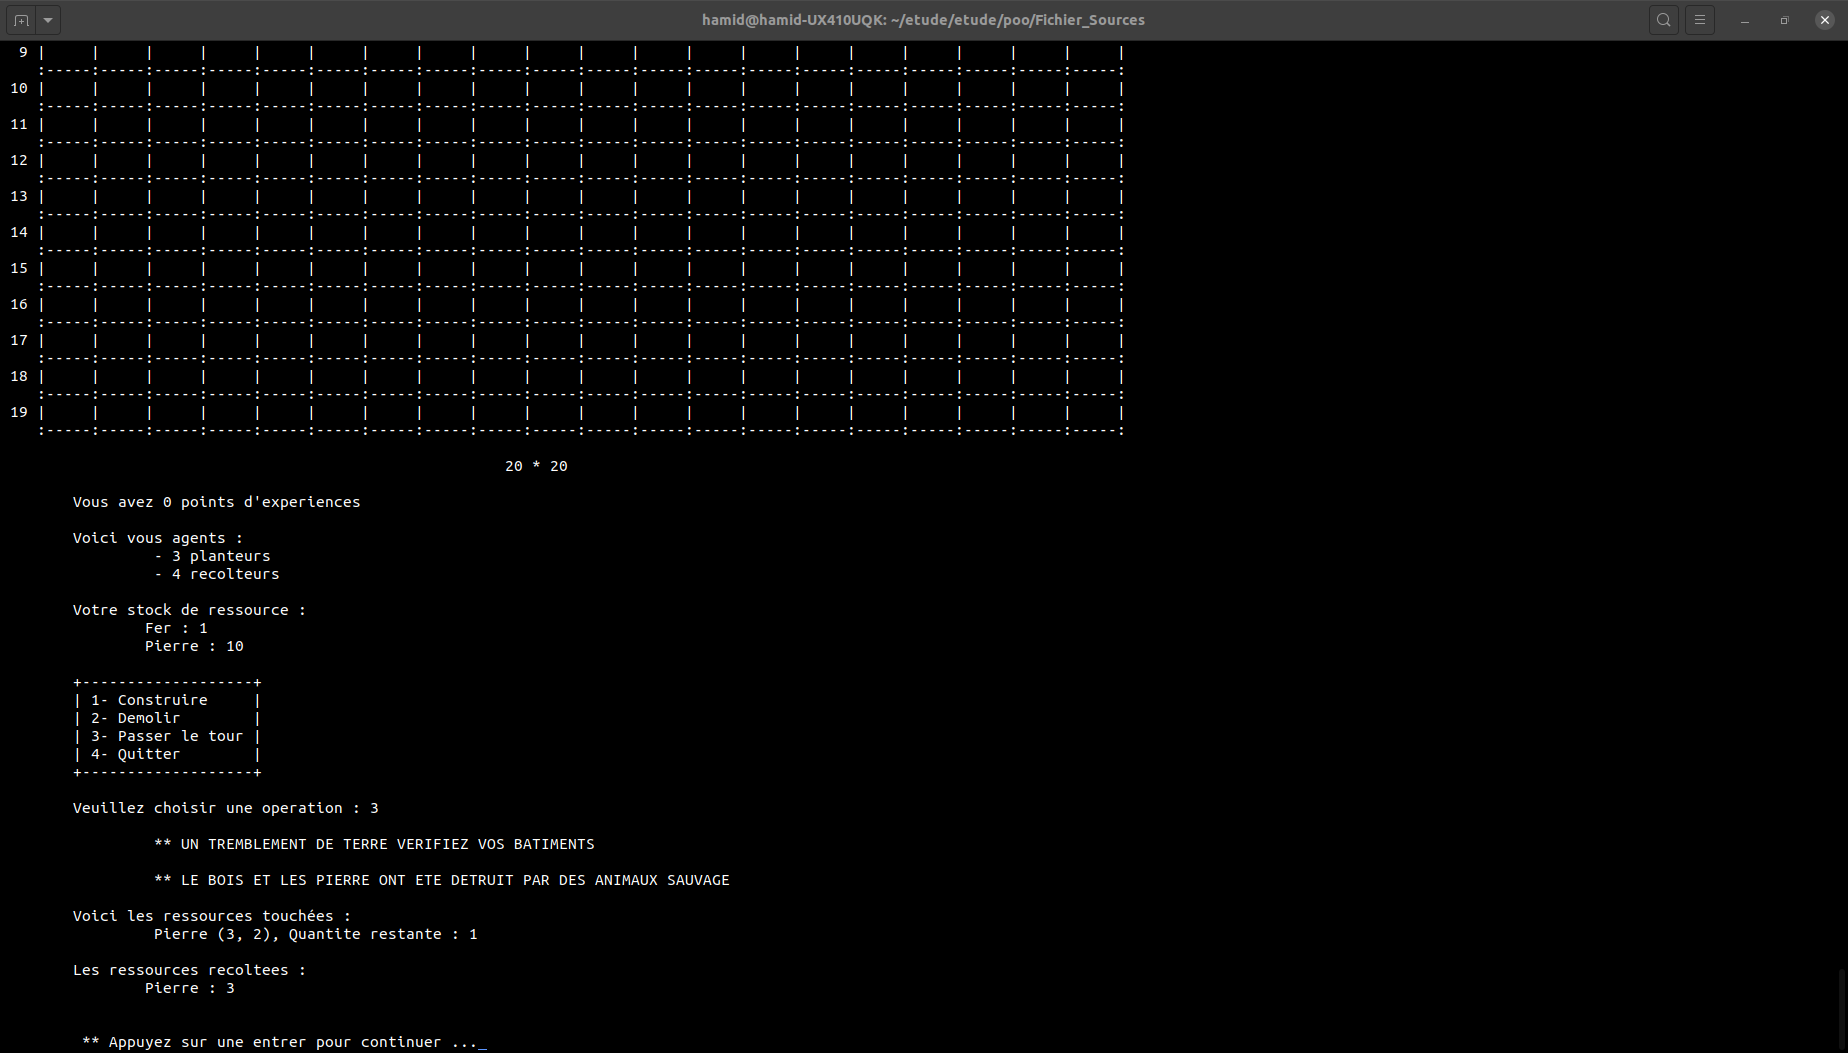 hamid@hamid-UX410UQK: ~/etude/etude/poo/Fichier_Sources
9 |     |     |     |     |     |     |     |     |     |     |     |     |     |     |     |     |     |     |     |     |
:-----:-----:-----:-----:-----:-----:-----:-----:-----:-----:-----:-----:-----:-----:-----:-----:-----:-----:-----:-----:
10 |     |     |     |     |     |     |     |     |     |     |     |     |     |     |     |     |     |     |     |     |
:-----:-----:-----:-----:-----:-----:-----:-----:-----:-----:-----:-----:-----:-----:-----:-----:-----:-----:-----:-----:
11 |     |     |     |     |     |     |     |     |     |     |     |     |     |     |     |     |     |     |     |     |
:-----:-----:-----:-----:-----:-----:-----:-----:-----:-----:-----:-----:-----:-----:-----:-----:-----:-----:-----:-----:
12 |     |     |     |     |     |     |     |     |     |     |     |     |     |     |     |     |     |     |     |     |
:-----:-----:-----:-----:-----:-----:-----:-----:-----:-----:-----:-----:-----:-----:-----:-----:-----:-----:-----:-----:
13 |     |     |     |     |     |     |     |     |     |     |     |     |     |     |     |     |     |     |     |     |
:-----:-----:-----:-----:-----:-----:-----:-----:-----:-----:-----:-----:-----:-----:-----:-----:-----:-----:-----:-----:
14 |     |     |     |     |     |     |     |     |     |     |     |     |     |     |     |     |     |     |     |     |
:-----:-----:-----:-----:-----:-----:-----:-----:-----:-----:-----:-----:-----:-----:-----:-----:-----:-----:-----:-----:
15 |     |     |     |     |     |     |     |     |     |     |     |     |     |     |     |     |     |     |     |     |
:-----:-----:-----:-----:-----:-----:-----:-----:-----:-----:-----:-----:-----:-----:-----:-----:-----:-----:-----:-----:
16 |     |     |     |     |     |     |     |     |     |     |     |     |     |     |     |     |     |     |     |     |
:-----:-----:-----:-----:-----:-----:-----:-----:-----:-----:-----:-----:-----:-----:-----:-----:-----:-----:-----:-----:
17 |     |     |     |     |     |     |     |     |     |     |     |     |     |     |     |     |     |     |     |     |
:-----:-----:-----:-----:-----:-----:-----:-----:-----:-----:-----:-----:-----:-----:-----:-----:-----:-----:-----:-----:
18 |     |     |     |     |     |     |     |     |     |     |     |     |     |     |     |     |     |     |     |     |
:-----:-----:-----:-----:-----:-----:-----:-----:-----:-----:-----:-----:-----:-----:-----:-----:-----:-----:-----:-----:
19 |     |     |     |     |     |     |     |     |     |     |     |     |     |     |     |     |     |     |     |     |
:-----:-----:-----:-----:-----:-----:-----:-----:-----:-----:-----:-----:-----:-----:-----:-----:-----:-----:-----:-----:
20 * 20
Vous avez 0 points d'experiences
Voici vous agents :
- 3 planteurs
- 4 recolteurs
Votre stock de ressource :
Fer : 1
Pierre : 10
+-------------------+
| 1- Construire     |
| 2- Demolir        |
| 3- Passer le tour |
| 4- Quitter        |
+-------------------+
Veuillez choisir une operation : 3
** UN TREMBLEMENT DE TERRE VERIFIEZ VOS BATIMENTS
** LE BOIS ET LES PIERRE ONT ETE DETRUIT PAR DES ANIMAUX SAUVAGE
Voici les ressources touchées :
Pierre (3, 2), Quantite restante : 1
Les ressources recoltees :
Pierre : 3
** Appuyez sur une entrer pour continuer ..._